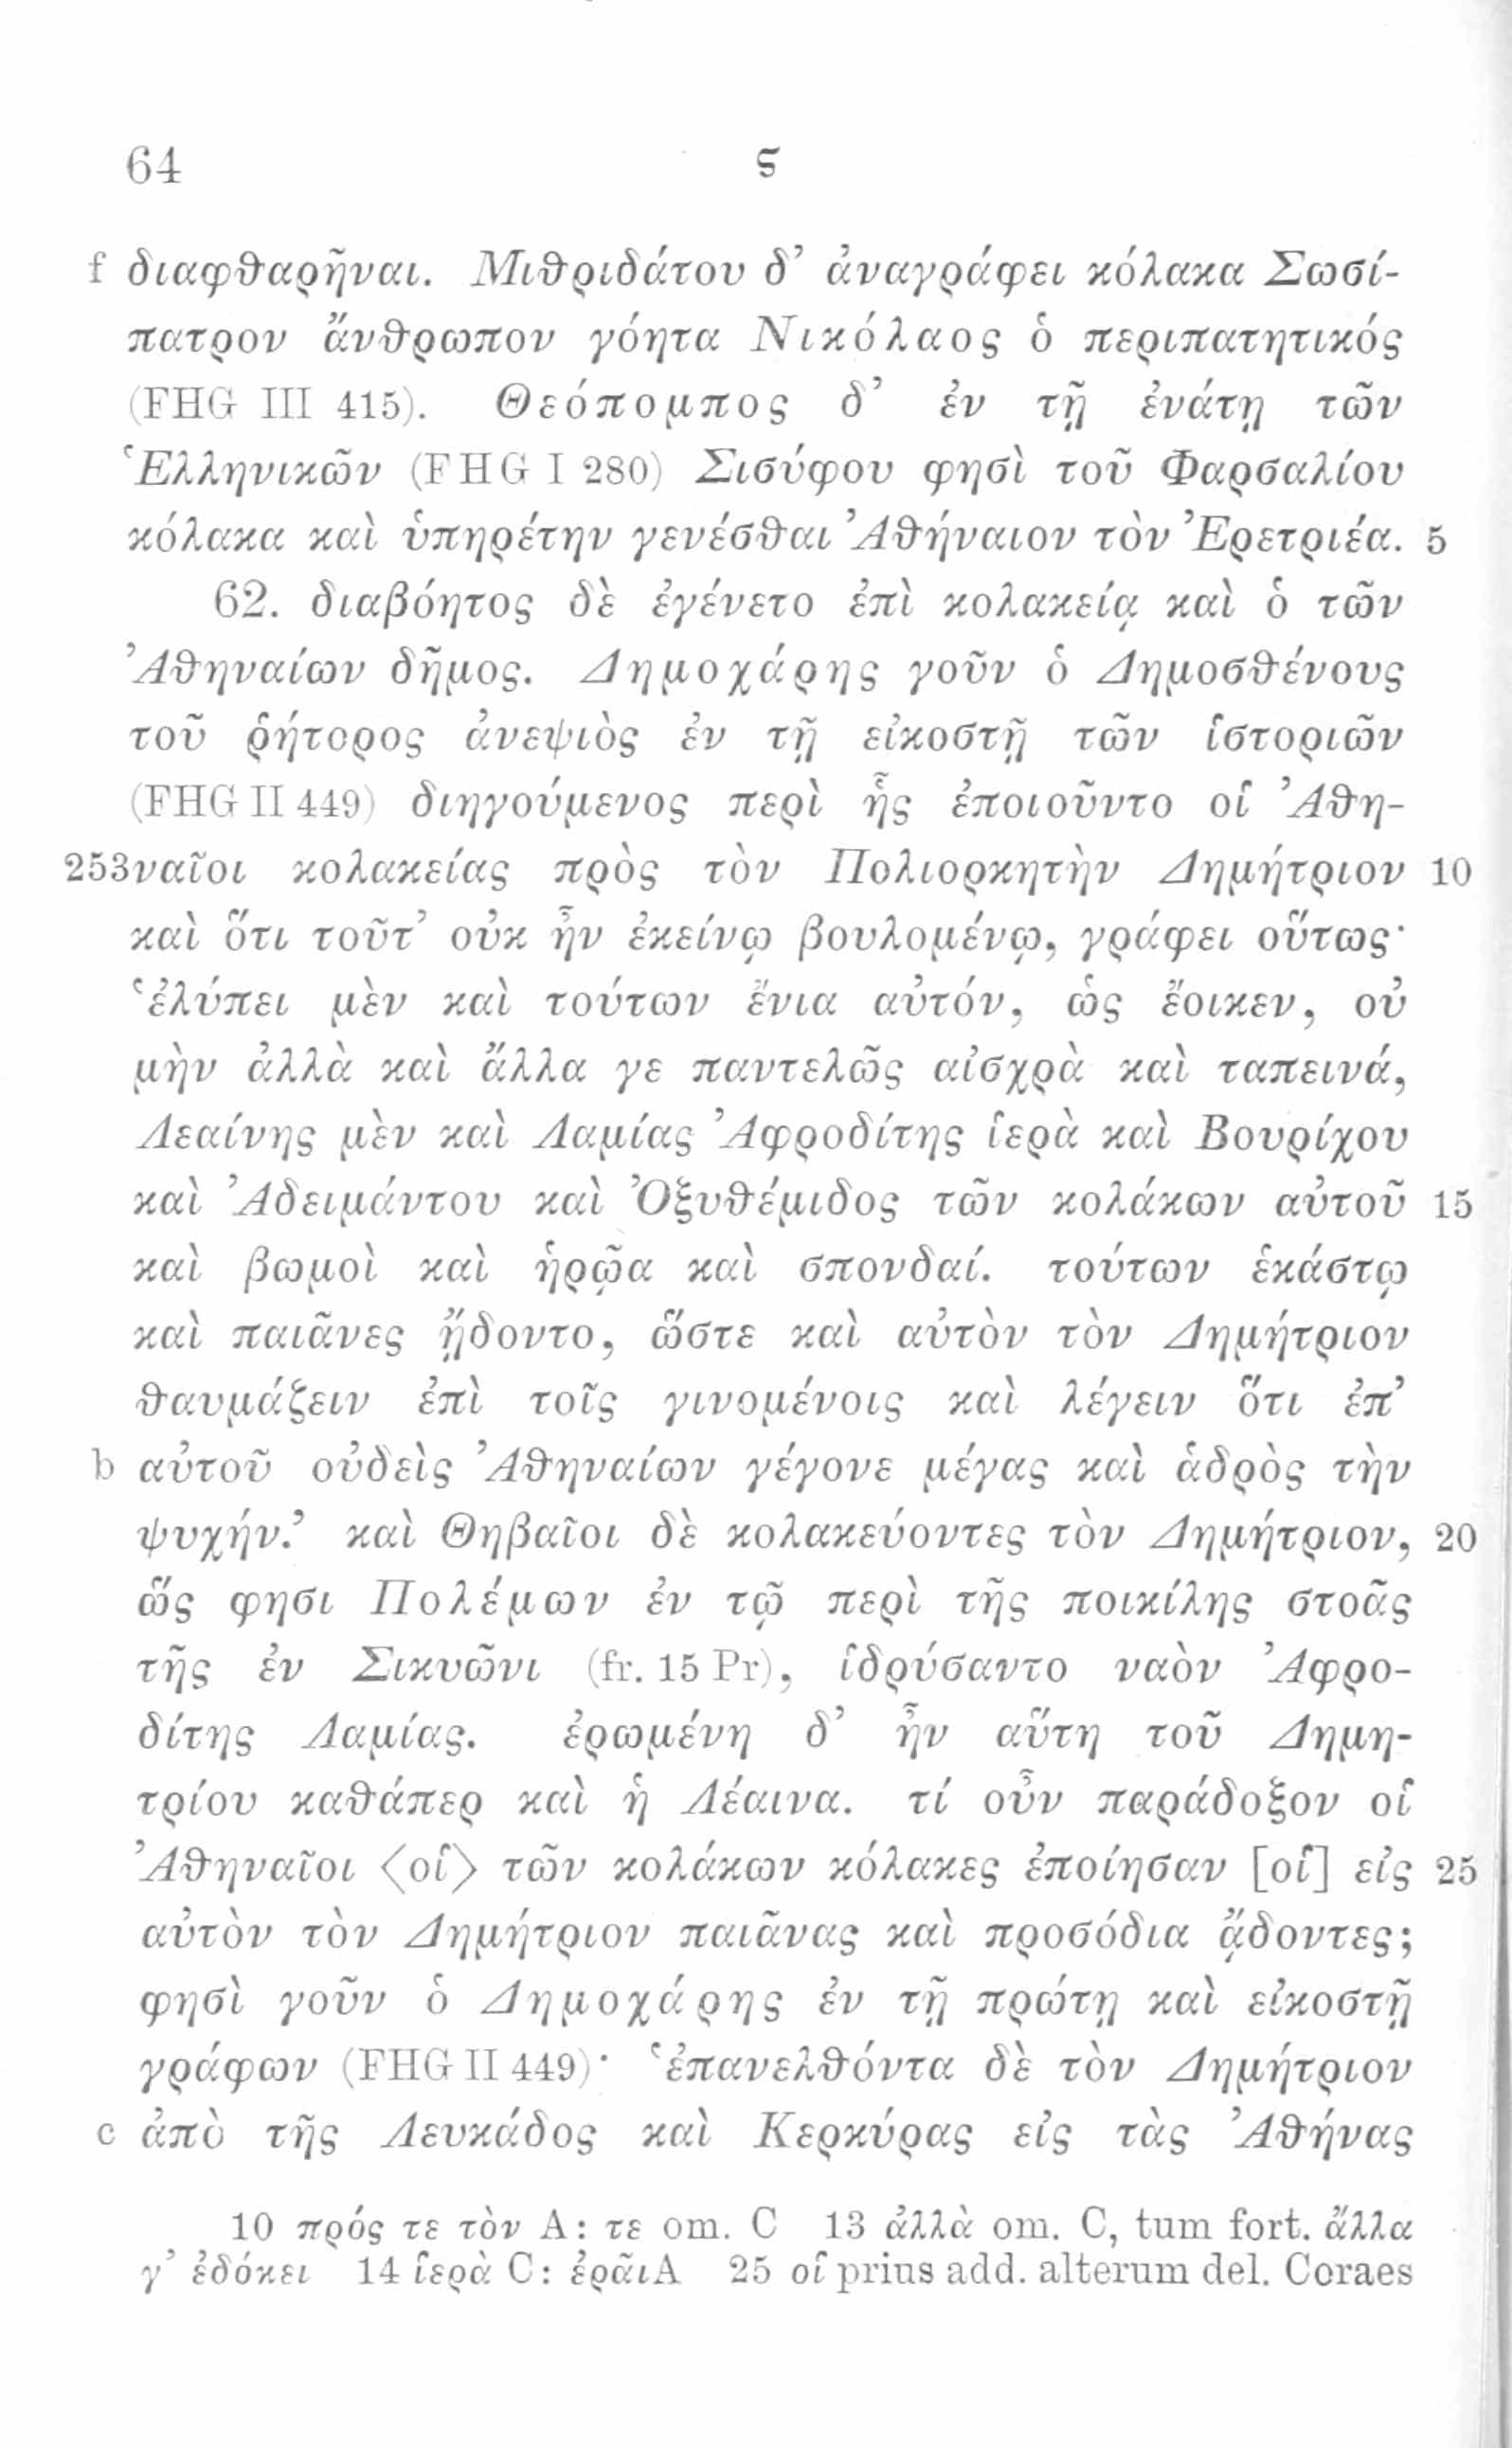 64 ϛ
f διαφθαρῆναι. Μιθριδάτου δ’ ἀναγράφει κόλακα Σωσί-
πατρον ἄνθρωπον γόητα Νικόλαος ὁ περιπατητικός
(FHG III 415). Θεόπομπος δ’ ἐν τῇ ἐνάτῃ τῶν
Ἑλληνικῶν (FHG I 280) Σισύφου φησὶ τοῦ Φαρσαλίου
κόλακα καὶ ὑπηρέτην γενέσθαι Ἀθήναιον τὸν Ἐρετριέα. 5
62. διαβόητος δὲ ἐγένετο ἐπὶ κολακείᾳ καὶ ὁ τῶν
Ἀθηναίων δῆμος. Δημοχάρης γοῦν ὁ Δημοσθένους
τοῦ ῥήτορος ἀνεψιὸς ἐν τῇ εἰκοστῇ τῶν ἱστοριῶν
(FHG II 449) διηγούμενος περὶ ἧς ἐποιοῦντο οἱ Ἀθη-
253 ναῖοι κολακείας πρὸς τὸν Πολιορκητὴν Δημήτριον 10
καὶ ὅτι τοῦτ’ οὐκ ἦν ἐκείνῳ βουλομένῳ, γράφει οὕτως·
‘ἐλύπει μὲν καὶ τούτων ἔνια αὐτόν, ὡς ἔοικεν, οὐ
μὴν ἀλλὰ καὶ ἄλλα γε παντελῶς αἰσχρὰ καὶ ταπεινά,
Λεαίνης μὲν καὶ Λαμίας Ἀφροδίτης ἱερὰ καὶ Βουρίχου
καὶ Ἀδειμάντου καὶ Ὀξυθέμιδος τῶν κολάκων αὐτοῦ 15
καὶ βωμοὶ καὶ ἡρῷα καὶ σπονδαί. τούτων ἑκάστῳ
καὶ παιᾶνες ᾔδοντο, ὥστε καὶ αὐτὸν τὸν Δημήτριον
θαυμάζειν ἐπὶ τοῖς γινομένοις καὶ λέγειν ὅτι ἐπ’
b αὐτοῦ οὐδεὶς Ἀθηναίων γέγονε μέγας καὶ ἁδρὸς τὴν
ψυχήν.’ καὶ Θηβαῖοι δὲ κολακεύοντες τὸν Δημήτριον, 20
ὥς φησι Πολέμων ἐν τῷ περὶ τῆς ποικίλης στοᾶς
τῆς ἐν Σικυῶνι (fr. 15 Pr), ἱδρύσαντο ναὸν Ἀφρο-
δίτης Λαμίας. ἐρωμένη δ’ ἦν αὕτη τοῦ Δημη-
τρίου καθάπερ καὶ ἡ Λέαινα. τί οὖν παράδοξον οἱ
Ἀθηναῖοι ⟨οἱ⟩ τῶν κολάκων κόλακες ἐποίησαν [οἱ] εἰς 25
αὐτὸν τὸν Δημήτριον παιᾶνας καὶ προσόδια ᾄδοντες;
φησὶ γοῦν ὁ Δημοχάρης ἐν τῇ πρώτῃ καὶ εἰκοστῇ
γράφων (FHG II 449)· ‘ἐπανελθόντα δὲ τὸν Δημήτριον
c ἀπὸ τῆς Λευκάδος καὶ Κερκύρας εἰς τὰς Ἀθήνας
10 πρός τε τὸν A: τε om. C 13 ἀλλὰ om. C, tum fort. ἄλλα
γ’ ἐδόκει 14 ἱερὰ C: ἐρᾶι A 25 οἱ prius add. alterum del. Coraes